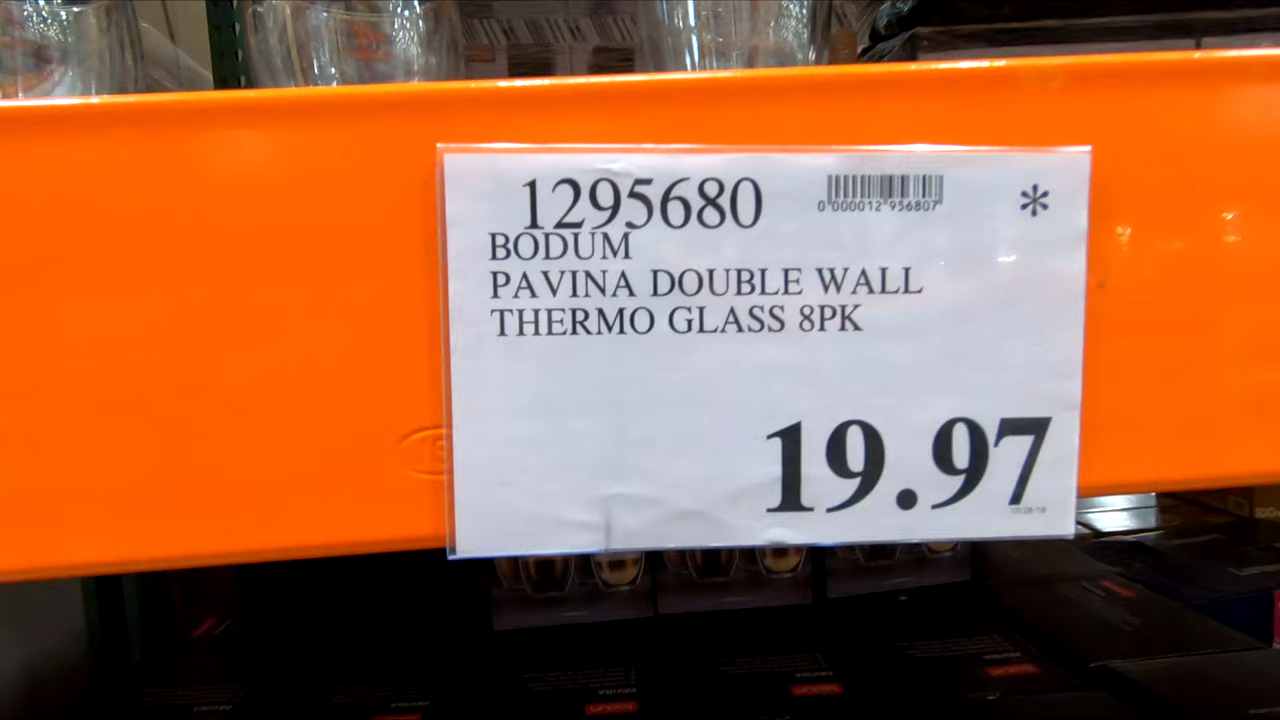 1295680
0 000012 956807
*
BODUM
PAVINA DOUBLE WALL
THERMO GLASS 8PK
19.97